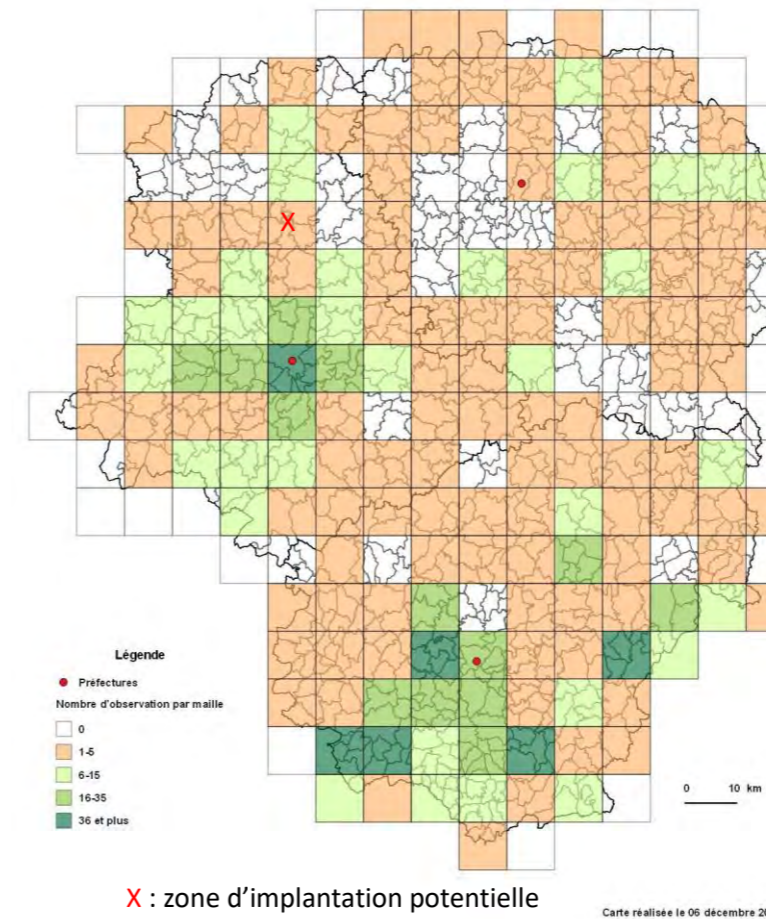 X
Légende
Préfectures
Nombre d'observation par maille
0
1-5
6-15
16-35
36 et plus
0 10 km
X : zone d'implantation potentielle
Carte réalisée le 06 décembre 20